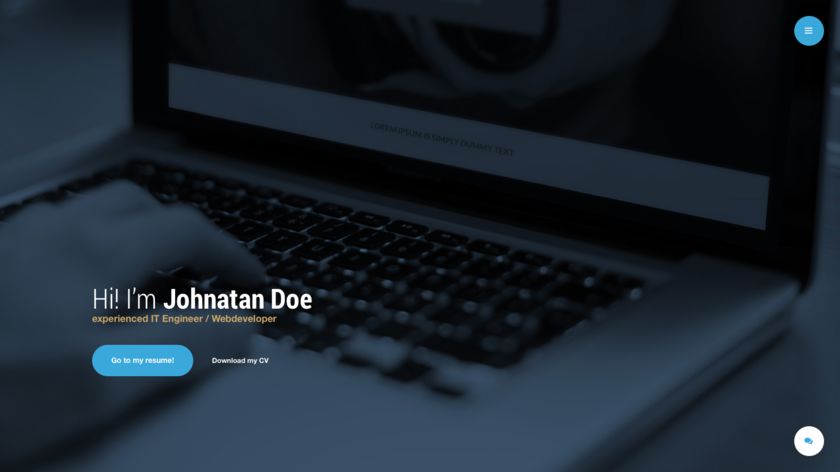 LOREM IPSUM IS SIMPLY DUMMY TEXT
Hi! I'm Johnatan Doe
experienced IT Engineer / Webdeveloper
Go to my resume!
Download my CV